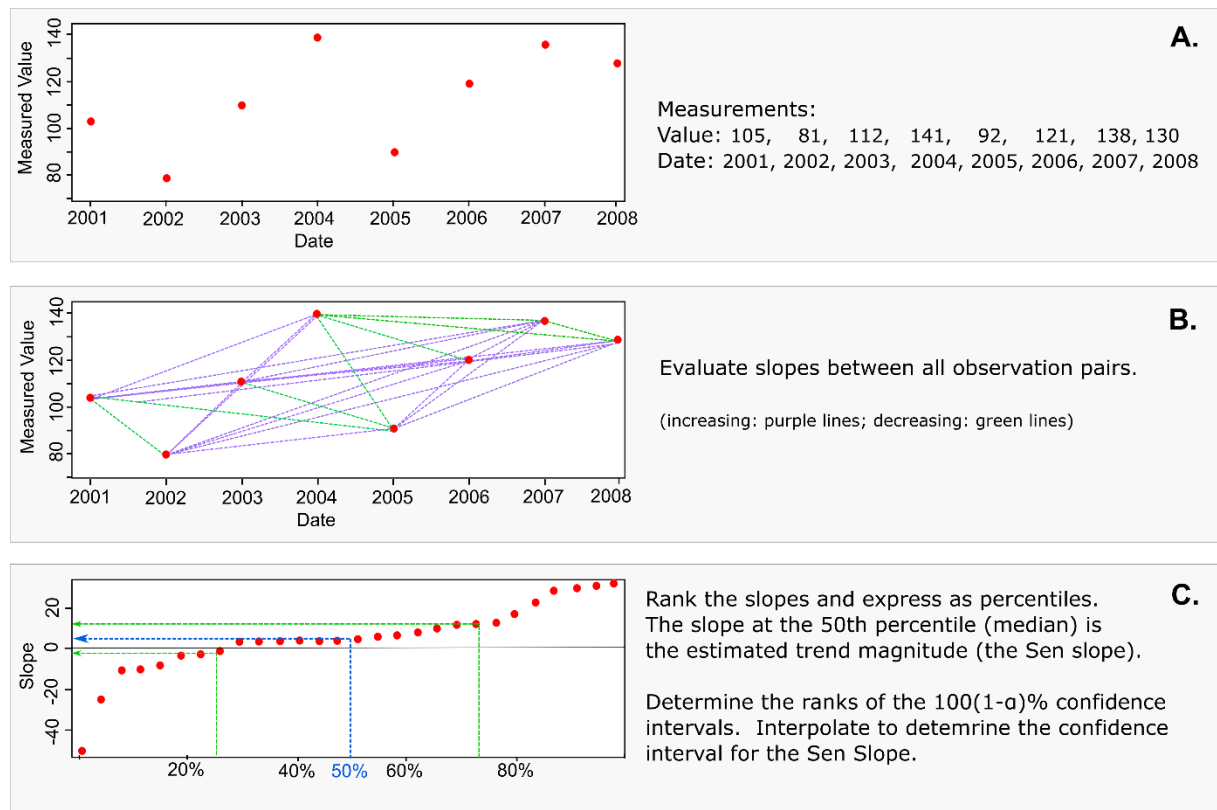 A.
140
120
100
80
Measured Value
2001 2002 2003 2004 2005 2006 2007 2008
Date
Measurements:
Value: 105, 81, 112, 141, 92, 121, 138, 130
Date: 2001, 2002, 2003, 2004, 2005, 2006, 2007, 2008
B.
140
120
100
80
Measured Value
2001 2002 2003 2004 2005 2006 2007 2008
Date
Evaluate slopes between all observation pairs.
(increasing: purple lines; decreasing: green lines)
C.
20
0
-20
-40
Slope
20% 40% 50% 60% 80%
Rank the slopes and express as percentiles.
The slope at the 50th percentile (median) is
the estimated trend magnitude (the Sen slope).
Determine the ranks of the 100(1-α)% confidence
intervals. Interpolate to detemrine the confidence
interval for the Sen Slope.